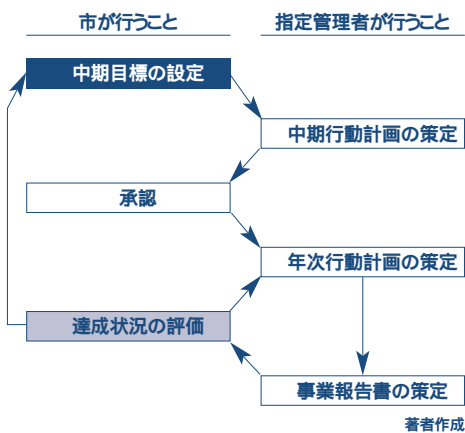 市が行うこと
指定管理者が行うこと
中期目標の設定
中期行動計画の策定
承認
年次行動計画の策定
達成状況の評価
事業報告書の策定
著者作成